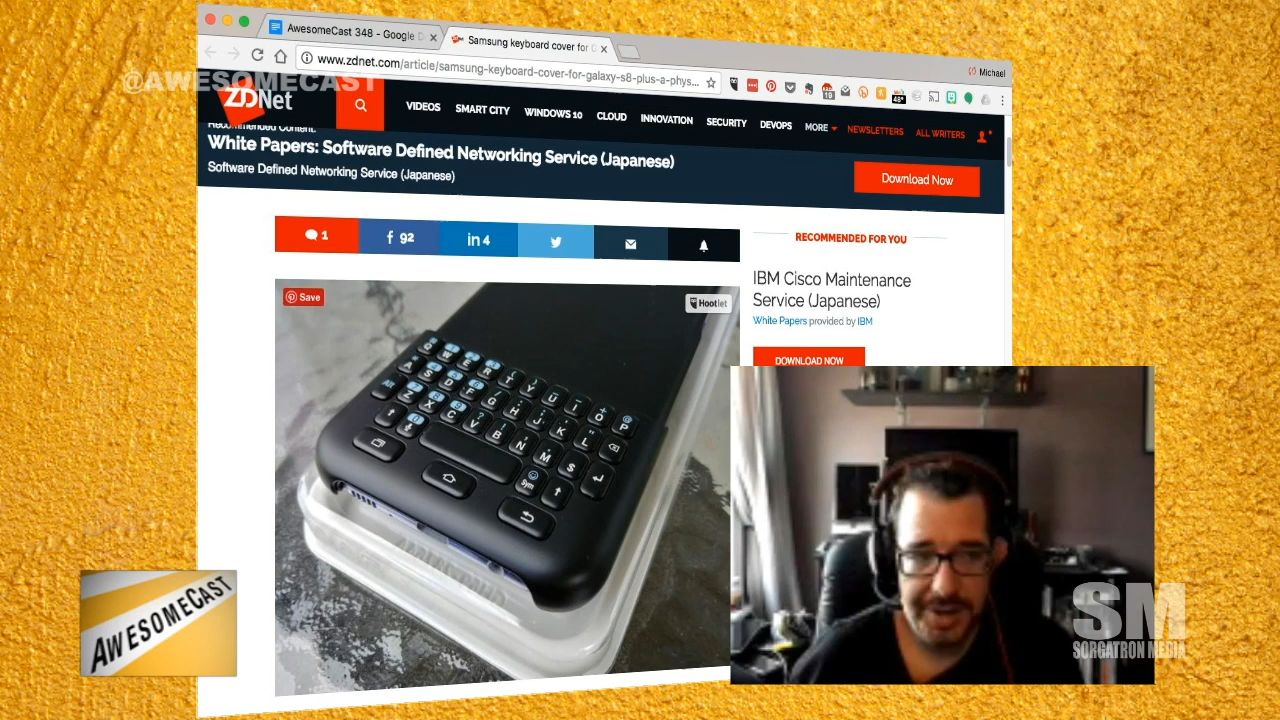 AwesomeCast 348 - Google D
Samsung keyboard cover for G
Michael
www.zdnet.com/article/samsung-keyboard-cover-for-galaxy-s8-plus-a-phys...
@AWESOMECAST
ZDNet
VIDEOS SMART CITY WINDOWS 10 CLOUD INNOVATION SECURITY DEVOPS MORE NEWSLETTERS ALL WRITERS
Recommended Content:
White Papers: Software Defined Networking Service (Japanese)
Software Defined Networking Service (Japanese)
Download Now
1 f 92 in 4
RECOMMENDED FOR YOU
IBM Cisco Maintenance
Service (Japanese)
White Papers provided by IBM
DOWNLOAD NOW
Save
Hootlet
Q W E R T Y U I O P
A S D F G H J K L
Alt Z X C V B N M $
Sym
AWESOMECAST
SM
SORGATRON MEDIA